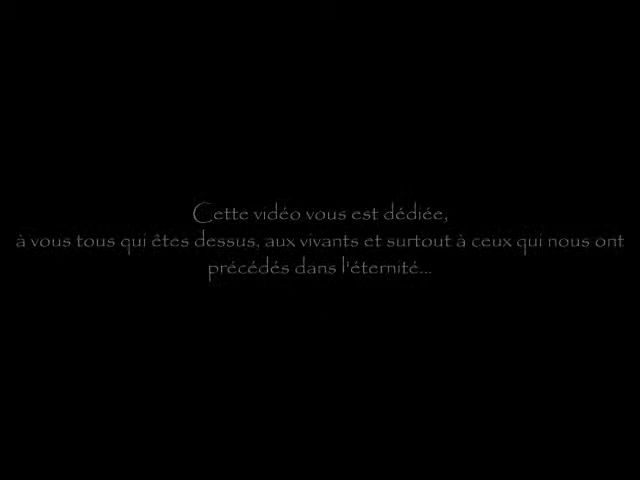 Cette vidéo vous est dédiée,
à vous tous qui êtes dessus, aux vivants et surtout à ceux qui nous ont
précédés dans l'éternité...